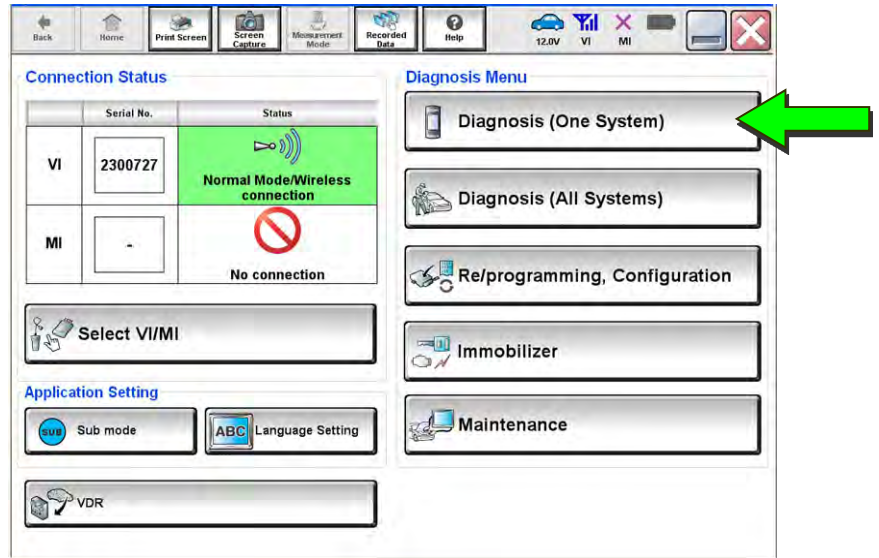 Back
Home
Print Screen
Screen
Capture
Measurement
Mode
Recorded
Data
?
Help
12.0V
VI
MI
Connection Status
Serial No.
Status
VI
2300727
Normal Mode/Wireless
connection
MI
-
No connection
Select VI/MI
Application Setting
SUB
Sub mode
ABC
Language Setting
VDR
Diagnosis Menu
Diagnosis (One System)
Diagnosis (All Systems)
Re/programming, Configuration
Immobilizer
Maintenance